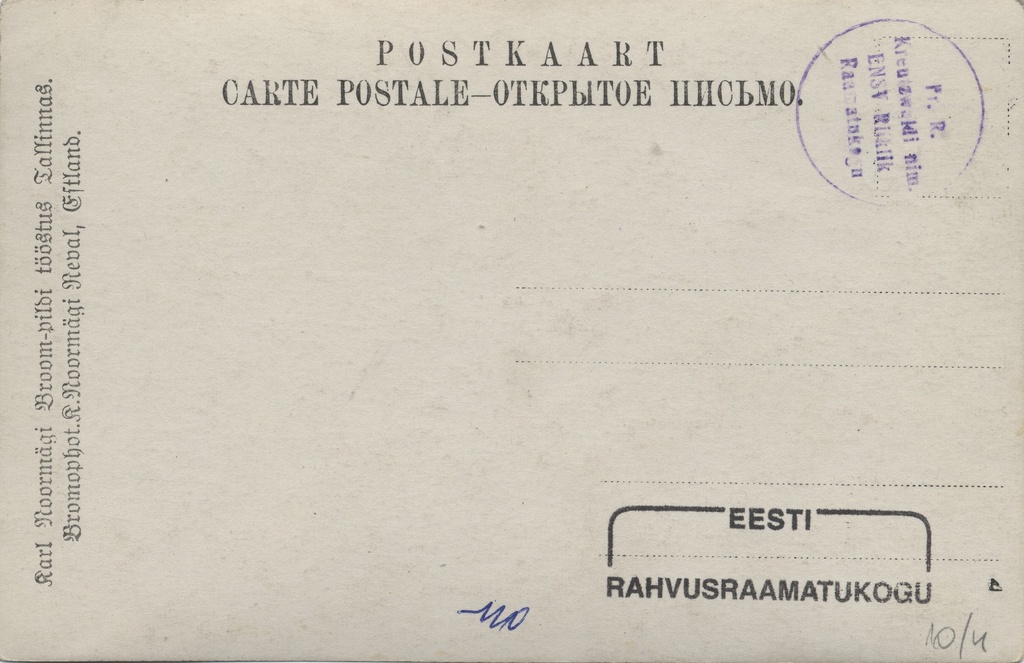 POSTKAART
CARTE POSTALE—ОТКРЫТОЕ ПИСЬМО.
Karl Noormägi Broom-pildi tööstus Tallinnas.
Bromophot. K. Noormägi Reval, Estland.
Fr. R.
Kreutzwaldi nim.
ENSV Riiklik
Raamatukogu
EESTI
RAHVUSRAAMATUKOGU
10/4